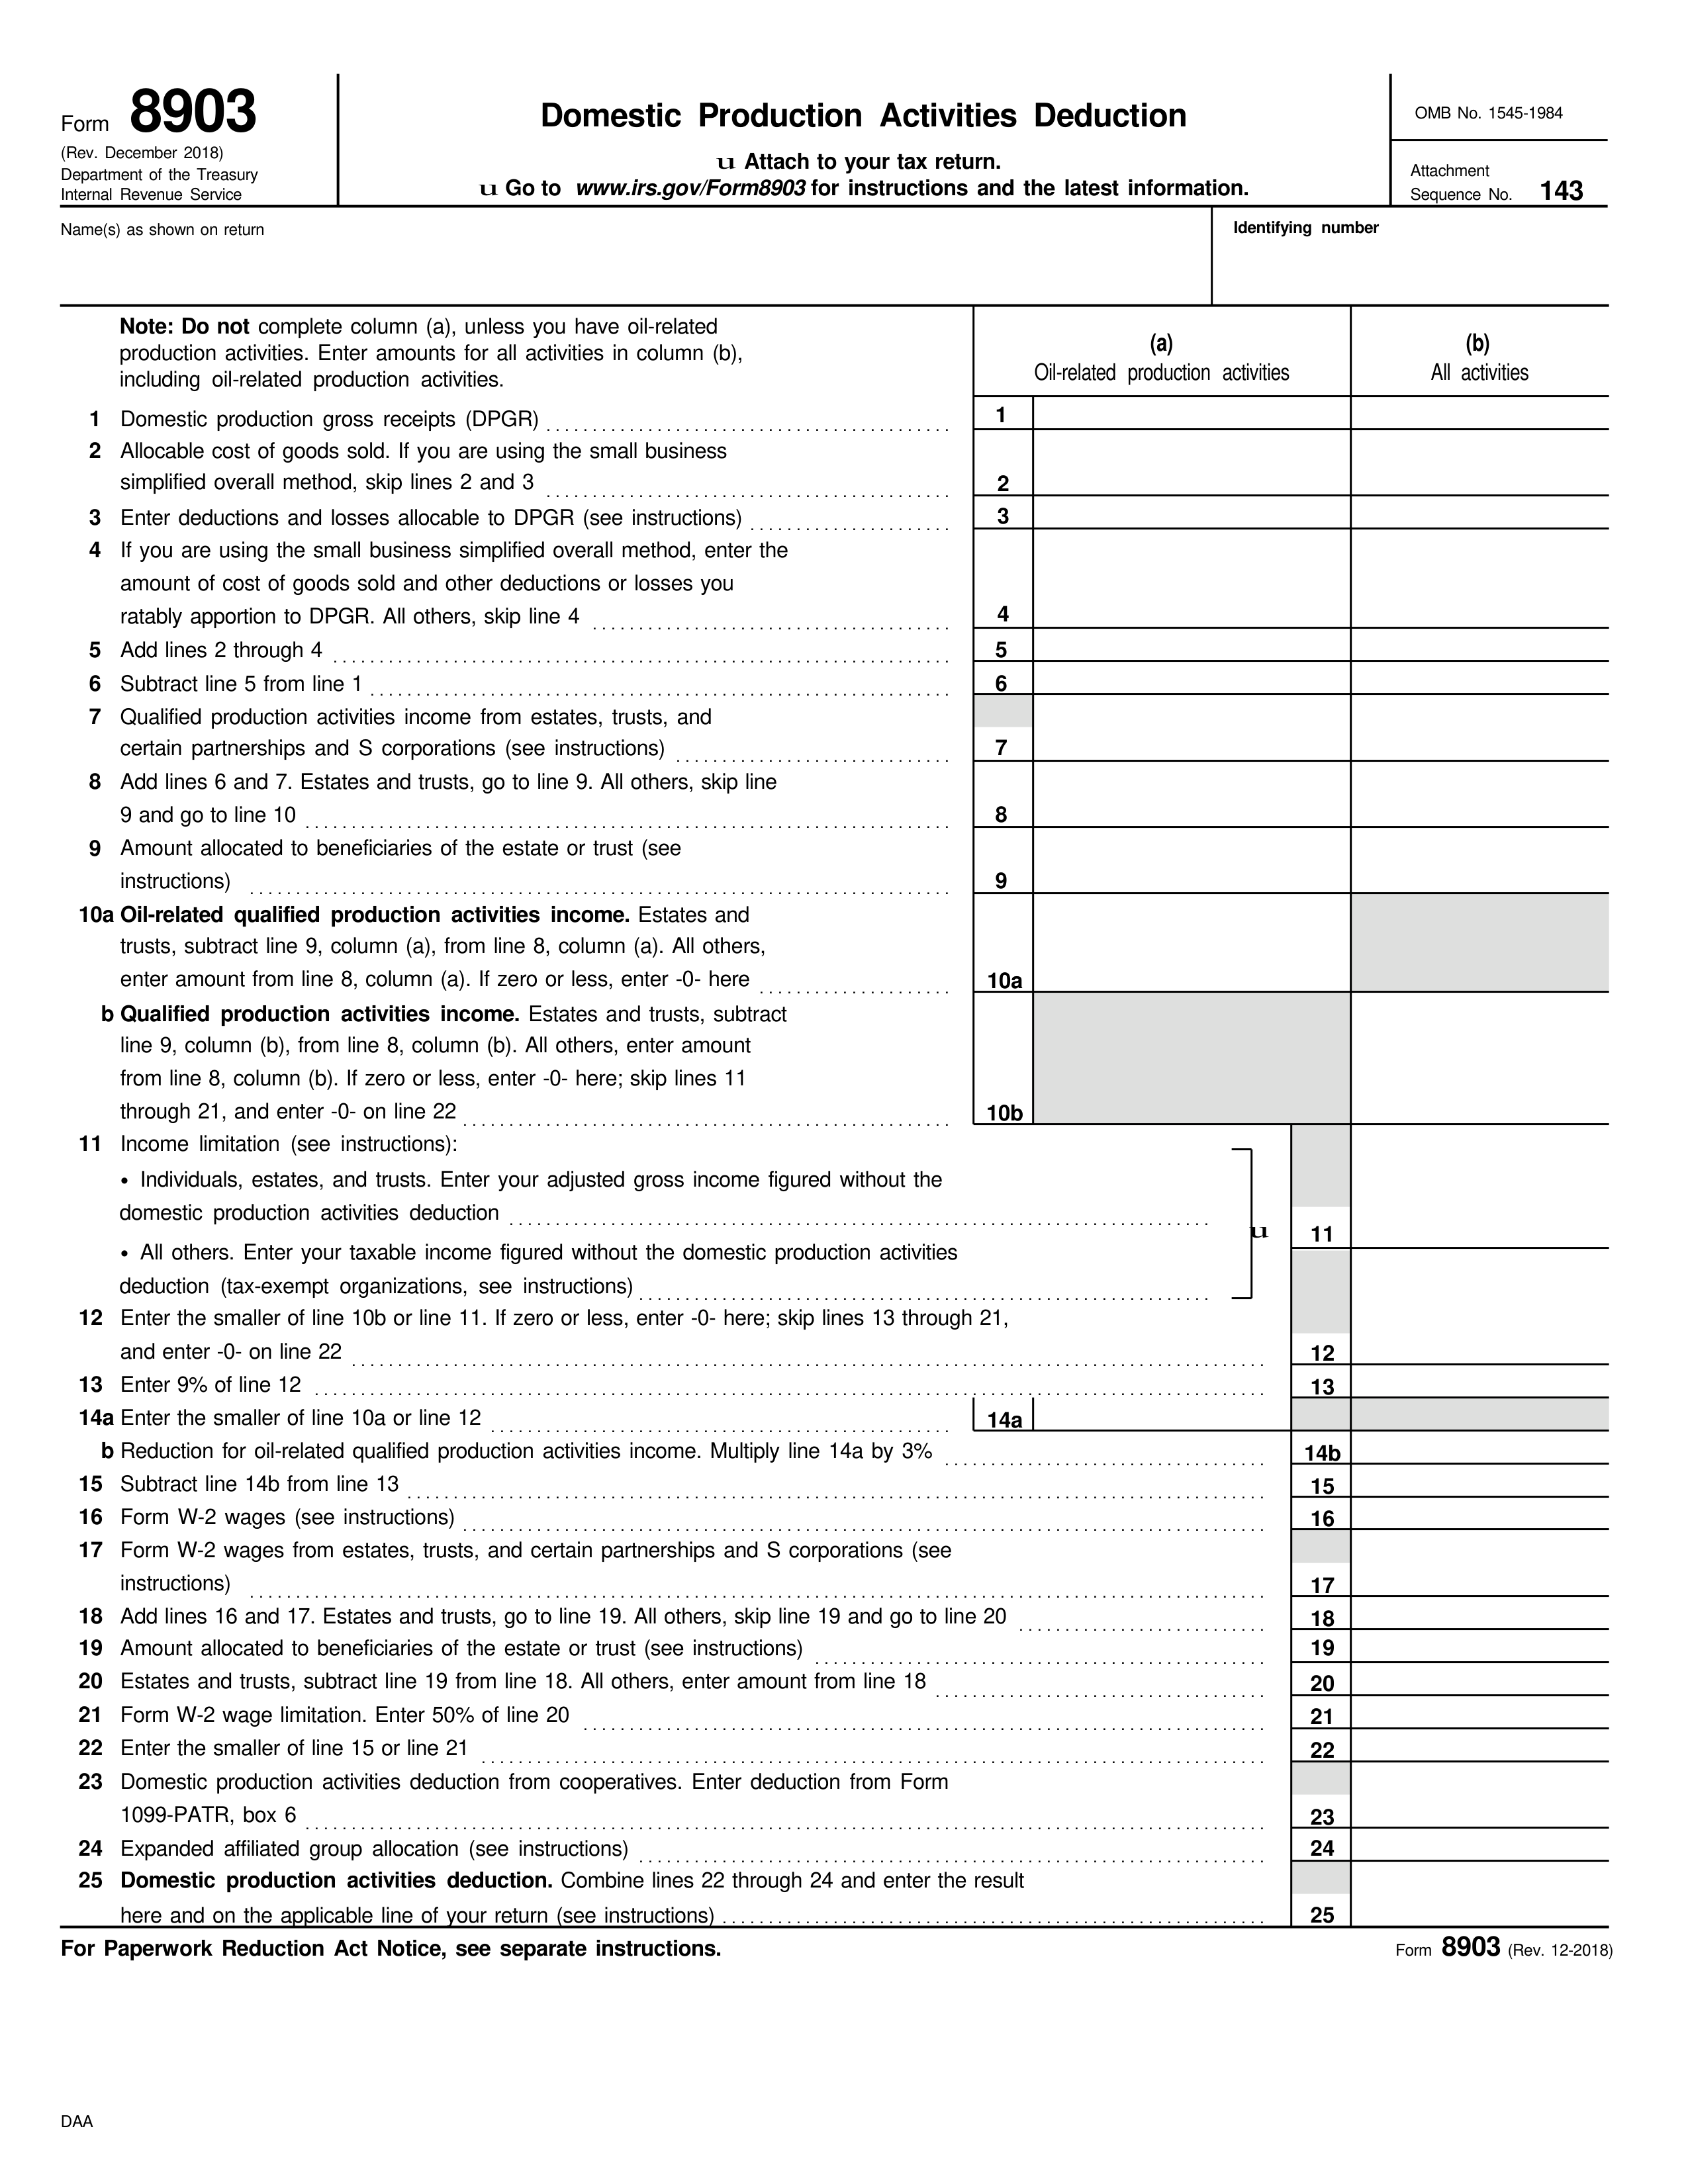 Form 8903
(Rev. December 2018)
Department of the Treasury
Internal Revenue Service
Domestic Production Activities Deduction
u Attach to your tax return.
u Go to www.irs.gov/Form8903 for instructions and the latest information.
OMB No. 1545-1984
Attachment
Sequence No. 143
Name(s) as shown on return
Identifying number
Note: Do not complete column (a), unless you have oil-related
production activities. Enter amounts for all activities in column (b),
including oil-related production activities.
(a)
Oil-related production activities
(b)
All activities
1 Domestic production gross receipts (DPGR) 1
2 Allocable cost of goods sold. If you are using the small business
simplified overall method, skip lines 2 and 3 2
3 Enter deductions and losses allocable to DPGR (see instructions) 3
4 If you are using the small business simplified overall method, enter the
amount of cost of goods sold and other deductions or losses you
ratably apportion to DPGR. All others, skip line 4 4
5 Add lines 2 through 4 5
6 Subtract line 5 from line 1 6
7 Qualified production activities income from estates, trusts, and
certain partnerships and S corporations (see instructions) 7
8 Add lines 6 and 7. Estates and trusts, go to line 9. All others, skip line
9 and go to line 10 8
9 Amount allocated to beneficiaries of the estate or trust (see
instructions) 9
10a Oil-related qualified production activities income. Estates and
trusts, subtract line 9, column (a), from line 8, column (a). All others,
enter amount from line 8, column (a). If zero or less, enter -0- here 10a
b Qualified production activities income. Estates and trusts, subtract
line 9, column (b), from line 8, column (b). All others, enter amount
from line 8, column (b). If zero or less, enter -0- here; skip lines 11
through 21, and enter -0- on line 22 10b
11 Income limitation (see instructions):
• Individuals, estates, and trusts. Enter your adjusted gross income figured without the
domestic production activities deduction
u 11
• All others. Enter your taxable income figured without the domestic production activities
deduction (tax-exempt organizations, see instructions)
12 Enter the smaller of line 10b or line 11. If zero or less, enter -0- here; skip lines 13 through 21,
and enter -0- on line 22 12
13 Enter 9% of line 12 13
14a Enter the smaller of line 10a or line 12 14a
b Reduction for oil-related qualified production activities income. Multiply line 14a by 3% 14b
15 Subtract line 14b from line 13 15
16 Form W-2 wages (see instructions) 16
17 Form W-2 wages from estates, trusts, and certain partnerships and S corporations (see
instructions) 17
18 Add lines 16 and 17. Estates and trusts, go to line 19. All others, skip line 19 and go to line 20 18
19 Amount allocated to beneficiaries of the estate or trust (see instructions) 19
20 Estates and trusts, subtract line 19 from line 18. All others, enter amount from line 18 20
21 Form W-2 wage limitation. Enter 50% of line 20 21
22 Enter the smaller of line 15 or line 21 22
23 Domestic production activities deduction from cooperatives. Enter deduction from Form
1099-PATR, box 6 23
24 Expanded affiliated group allocation (see instructions) 24
25 Domestic production activities deduction. Combine lines 22 through 24 and enter the result
here and on the applicable line of your return (see instructions) 25
For Paperwork Reduction Act Notice, see separate instructions.
Form 8903 (Rev. 12-2018)
DAA